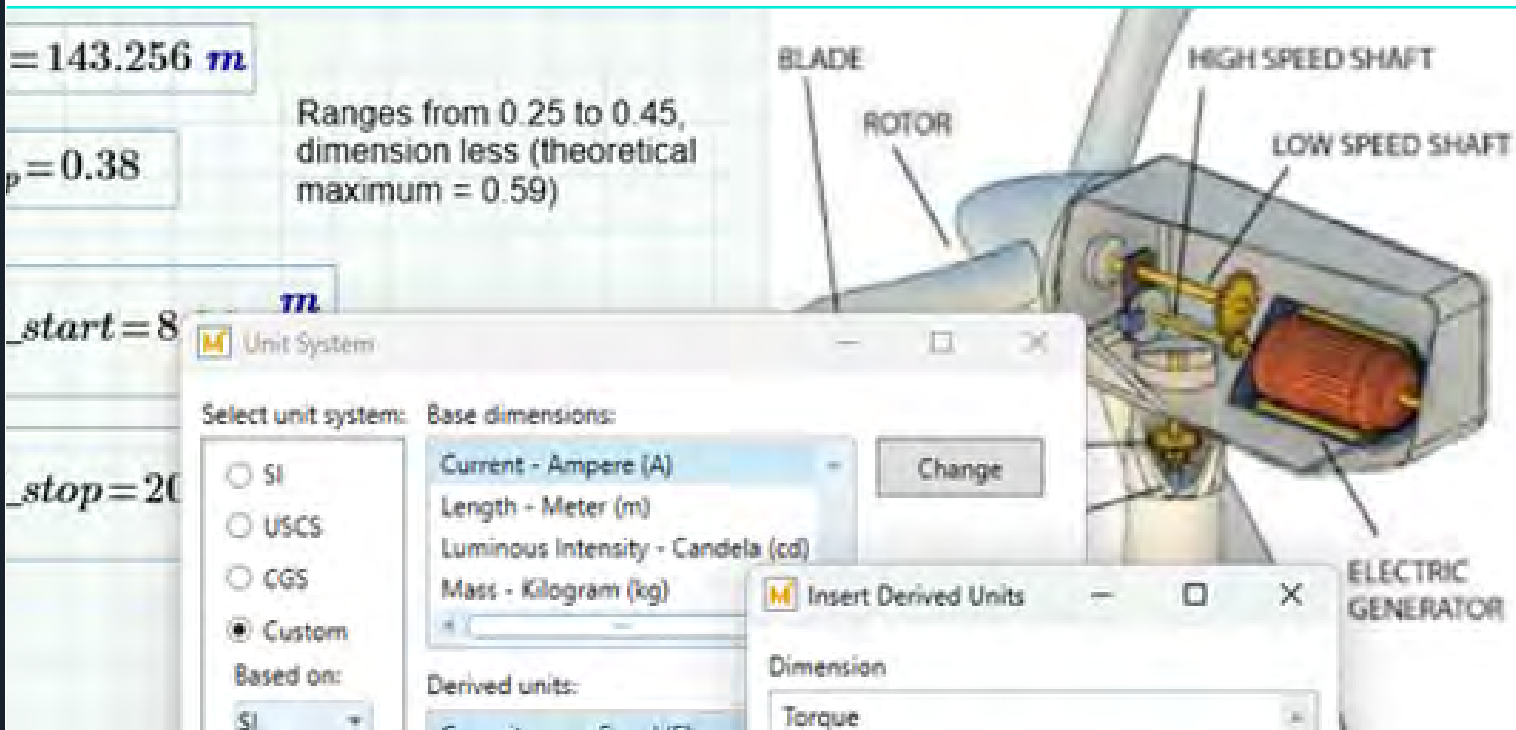 = 143.256 m
BLADE
HIGH SPEED SHAFT
Ranges from 0.25 to 0.45,
dimension less (theoretical
maximum = 0.59)
ROTOR
LOW SPEED SHAFT
p = 0.38
m
_start = 8
Unit System
Select unit system:
Base dimensions:
SI
USCS
CGS
Custom
Based on:
SI
Current - Ampere (A)
Length - Meter (m)
Luminous Intensity - Candela (cd)
Mass - Kilogram (kg)
Change
Derived units:
_stop = 20
Insert Derived Units
Dimension
Torque
ELECTRIC
GENERATOR